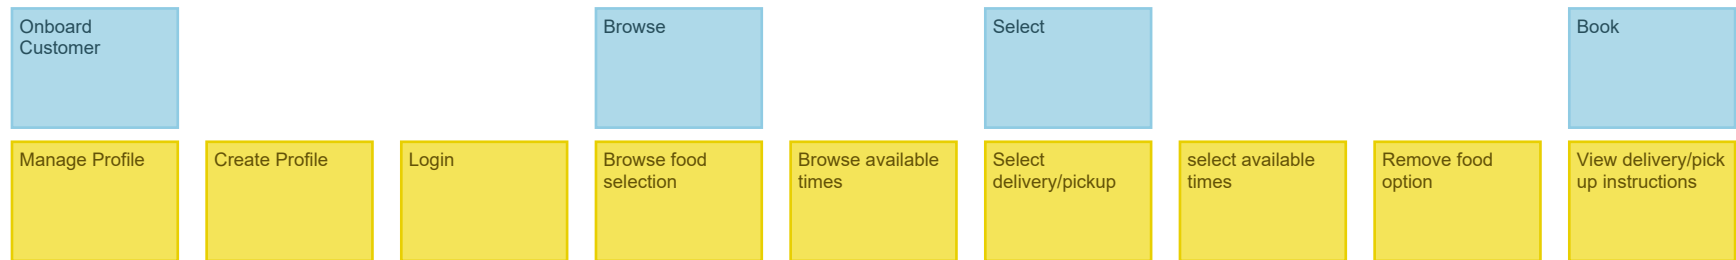 Onboard
Customer
Browse
Select
Book
Manage Profile
Create Profile
Login
Browse food
selection
Browse available
times
Select
delivery/pickup
select available
times
Remove food
option
View delivery/pick
up instructions